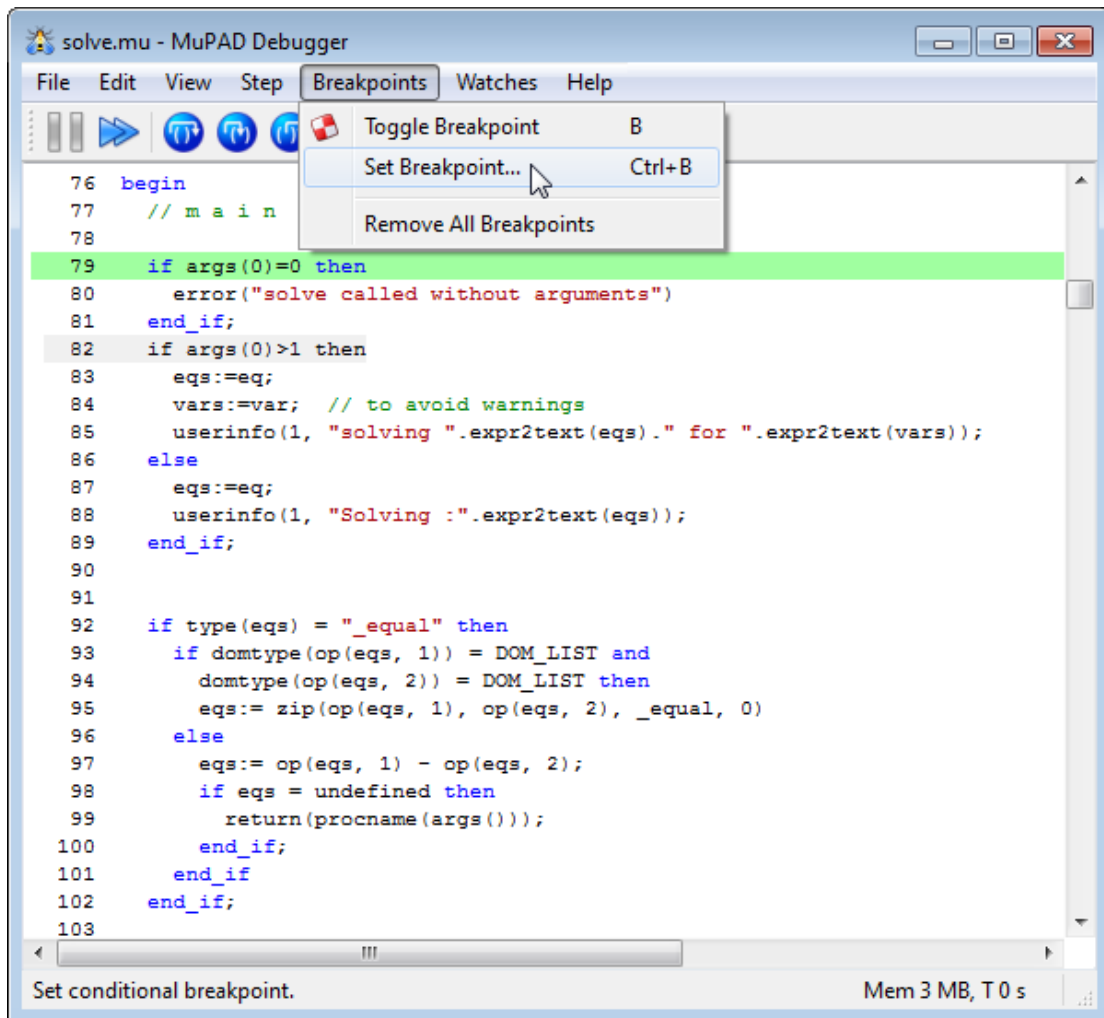 solve.mu - MuPAD Debugger
File Edit View Step Breakpoints Watches Help
Toggle Breakpoint B
Set Breakpoint... Ctrl+B
Remove All Breakpoints
76 begin
77 // m a i n
78
79 if args(0)=0 then
80 error("solve called without arguments")
81 end_if;
82 if args(0)>1 then
83 eqs:=eq;
84 vars:=var; // to avoid warnings
85 userinfo(1, "solving ".expr2text(eqs)." for ".expr2text(vars));
86 else
87 eqs:=eq;
88 userinfo(1, "Solving :".expr2text(eqs));
89 end_if;
90
91
92 if type(eqs) = "_equal" then
93 if domtype(op(eqs, 1)) = DOM_LIST and
94 domtype(op(eqs, 2)) = DOM_LIST then
95 eqs:= zip(op(eqs, 1), op(eqs, 2), _equal, 0)
96 else
97 eqs:= op(eqs, 1) - op(eqs, 2);
98 if eqs = undefined then
99 return(procname(args()));
100 end_if;
101 end_if
102 end_if;
103
Set conditional breakpoint. Mem 3 MB, T 0 s